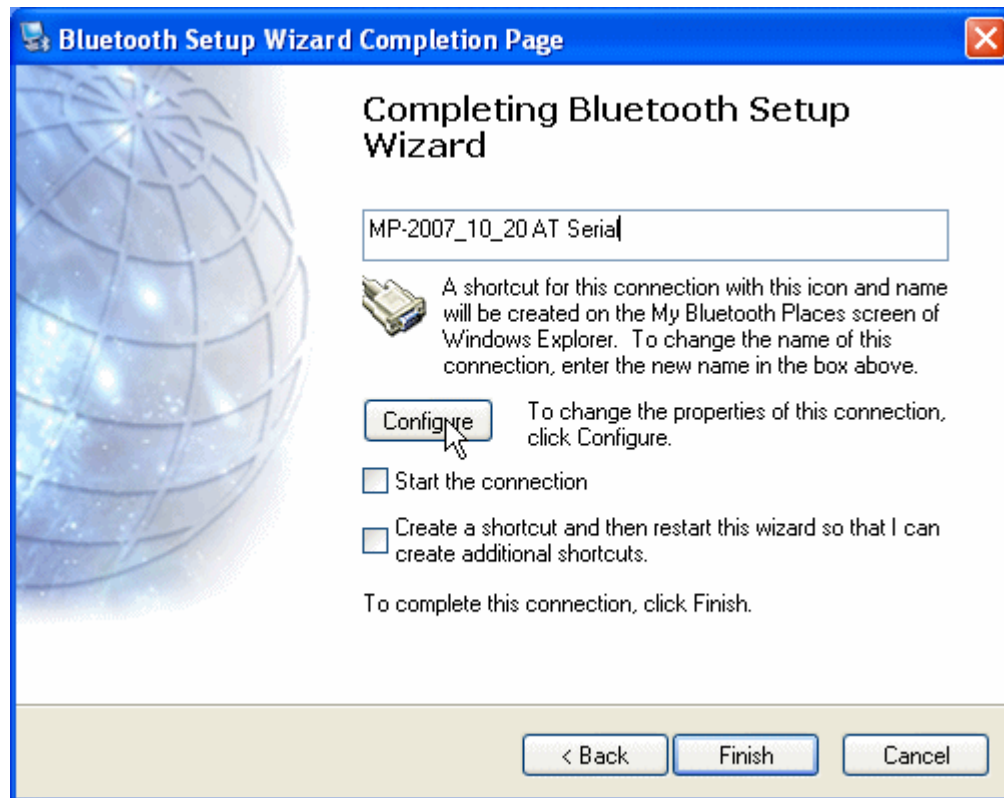 Bluetooth Setup Wizard Completion Page
Completing Bluetooth Setup
Wizard
MP-2007_10_20 AT Serial
A shortcut for this connection with this icon and name
will be created on the My Bluetooth Places screen of
Windows Explorer.  To change the name of this
connection, enter the new name in the box above.
Configure
To change the properties of this connection,
click Configure.
Start the connection
Create a shortcut and then restart this wizard so that I can
create additional shortcuts.
To complete this connection, click Finish.
< Back
Finish
Cancel